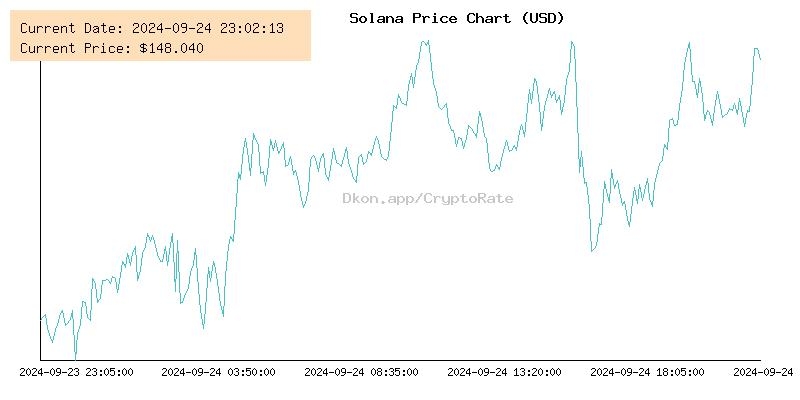 Solana Price Chart (USD)
Current Date: 2024-09-24 23:02:13
Current Price: $148.040
Dkon.app/CryptoRate
2024-09-23 23:05:00 2024-09-24 03:50:00 2024-09-24 08:35:00 2024-09-24 13:20:00 2024-09-24 18:05:00 2024-09-24